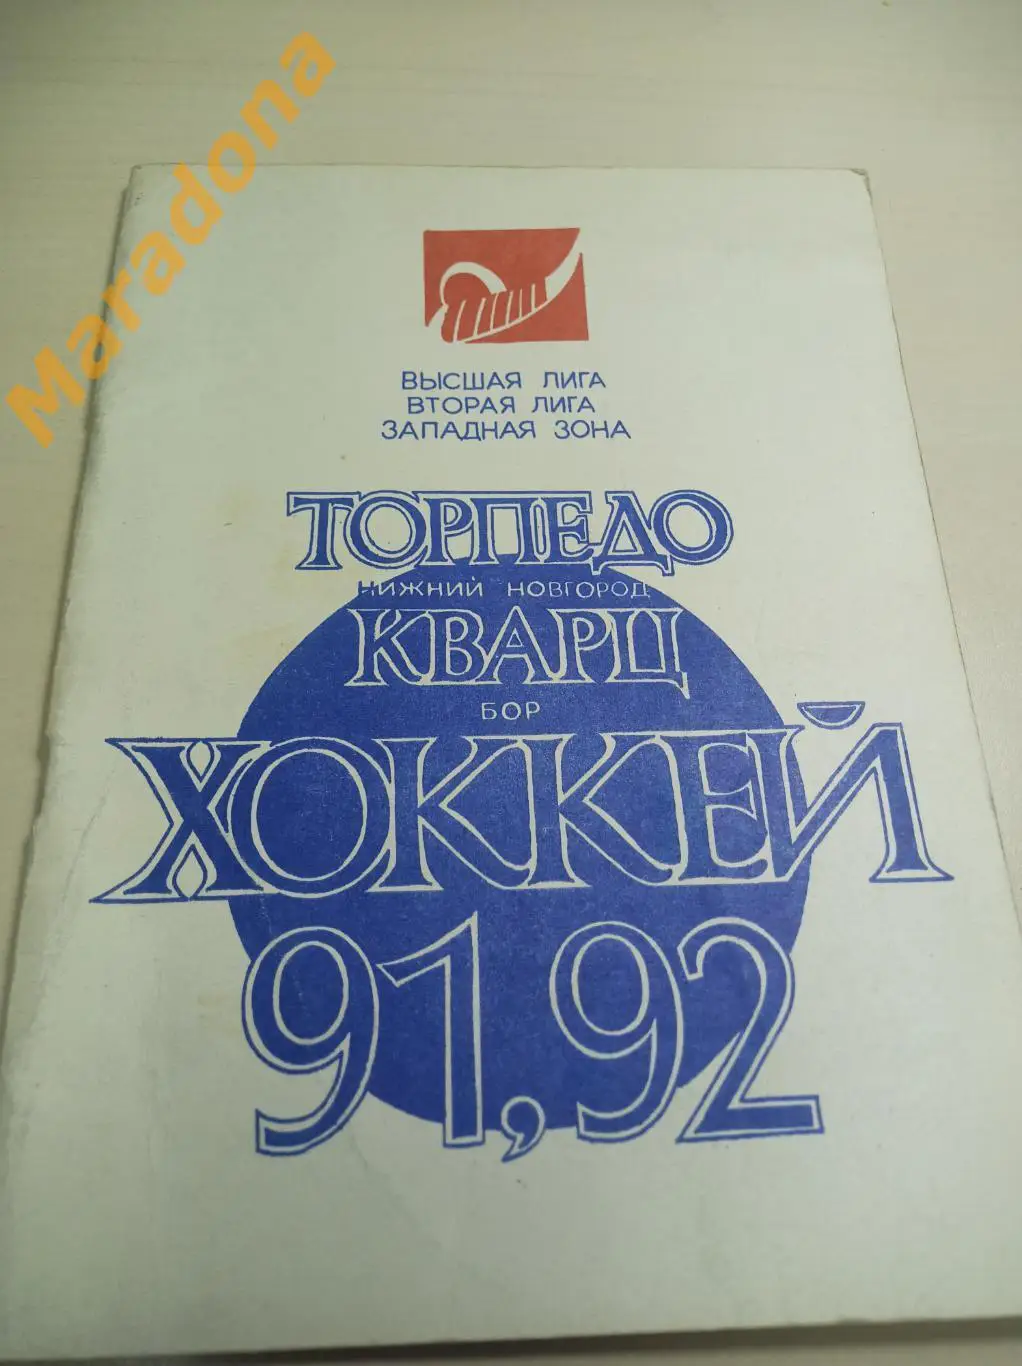 Maradona
ВЫСШАЯ ЛИГА
ВТОРАЯ ЛИГА
ЗАПАДНАЯ ЗОНА
ТОРПЕДО
НИЖНИЙ НОВГОРОД
КВАРЦ
БОР
ХОККЕЙ
91,92